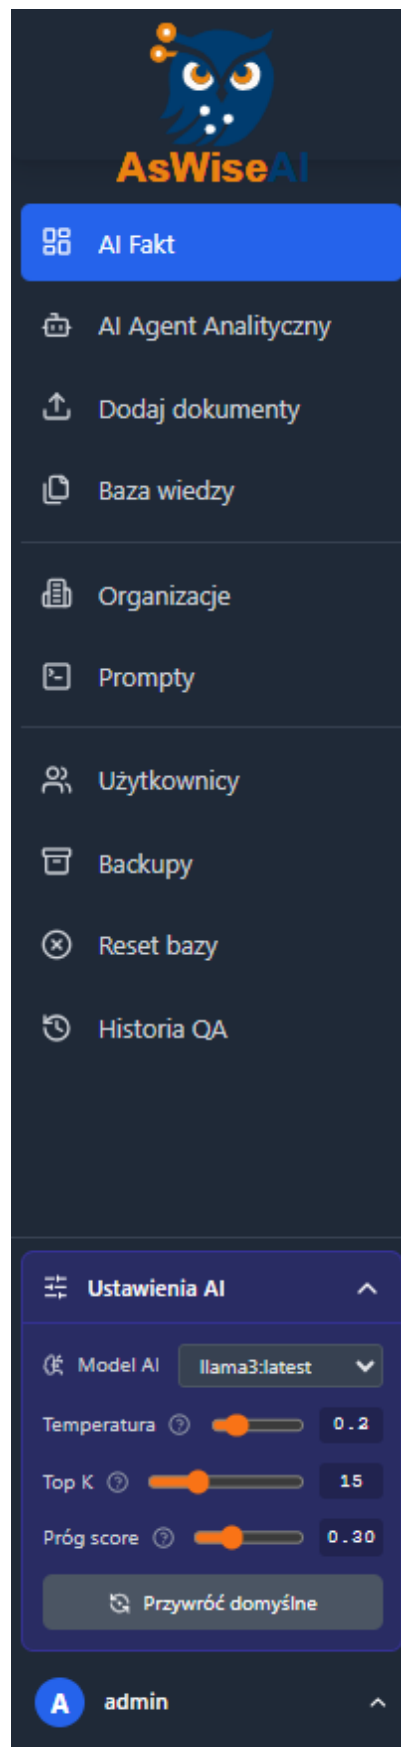 AsWiseAI
AI Fakt
AI Agent Analityczny
Dodaj dokumenty
Baza wiedzy
Organizacje
Prompty
Użytkownicy
Backupy
Reset bazy
Historia QA
Ustawienia AI
Model AI llama3:latest
Temperatura ? 0.2
Top K ? 15
Próg score ? 0.30
Przywróć domyślne
A admin